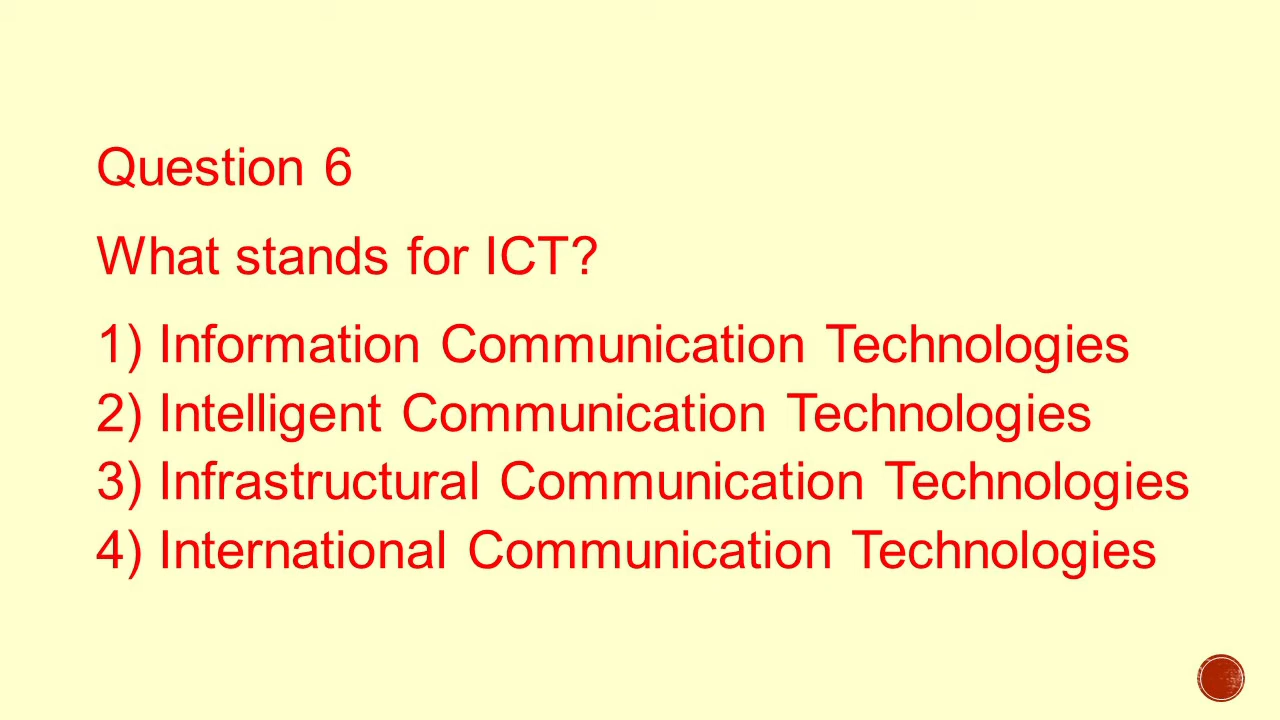 Question 6
What stands for ICT?
1) Information Communication Technologies
2) Intelligent Communication Technologies
3) Infrastructural Communication Technologies
4) International Communication Technologies